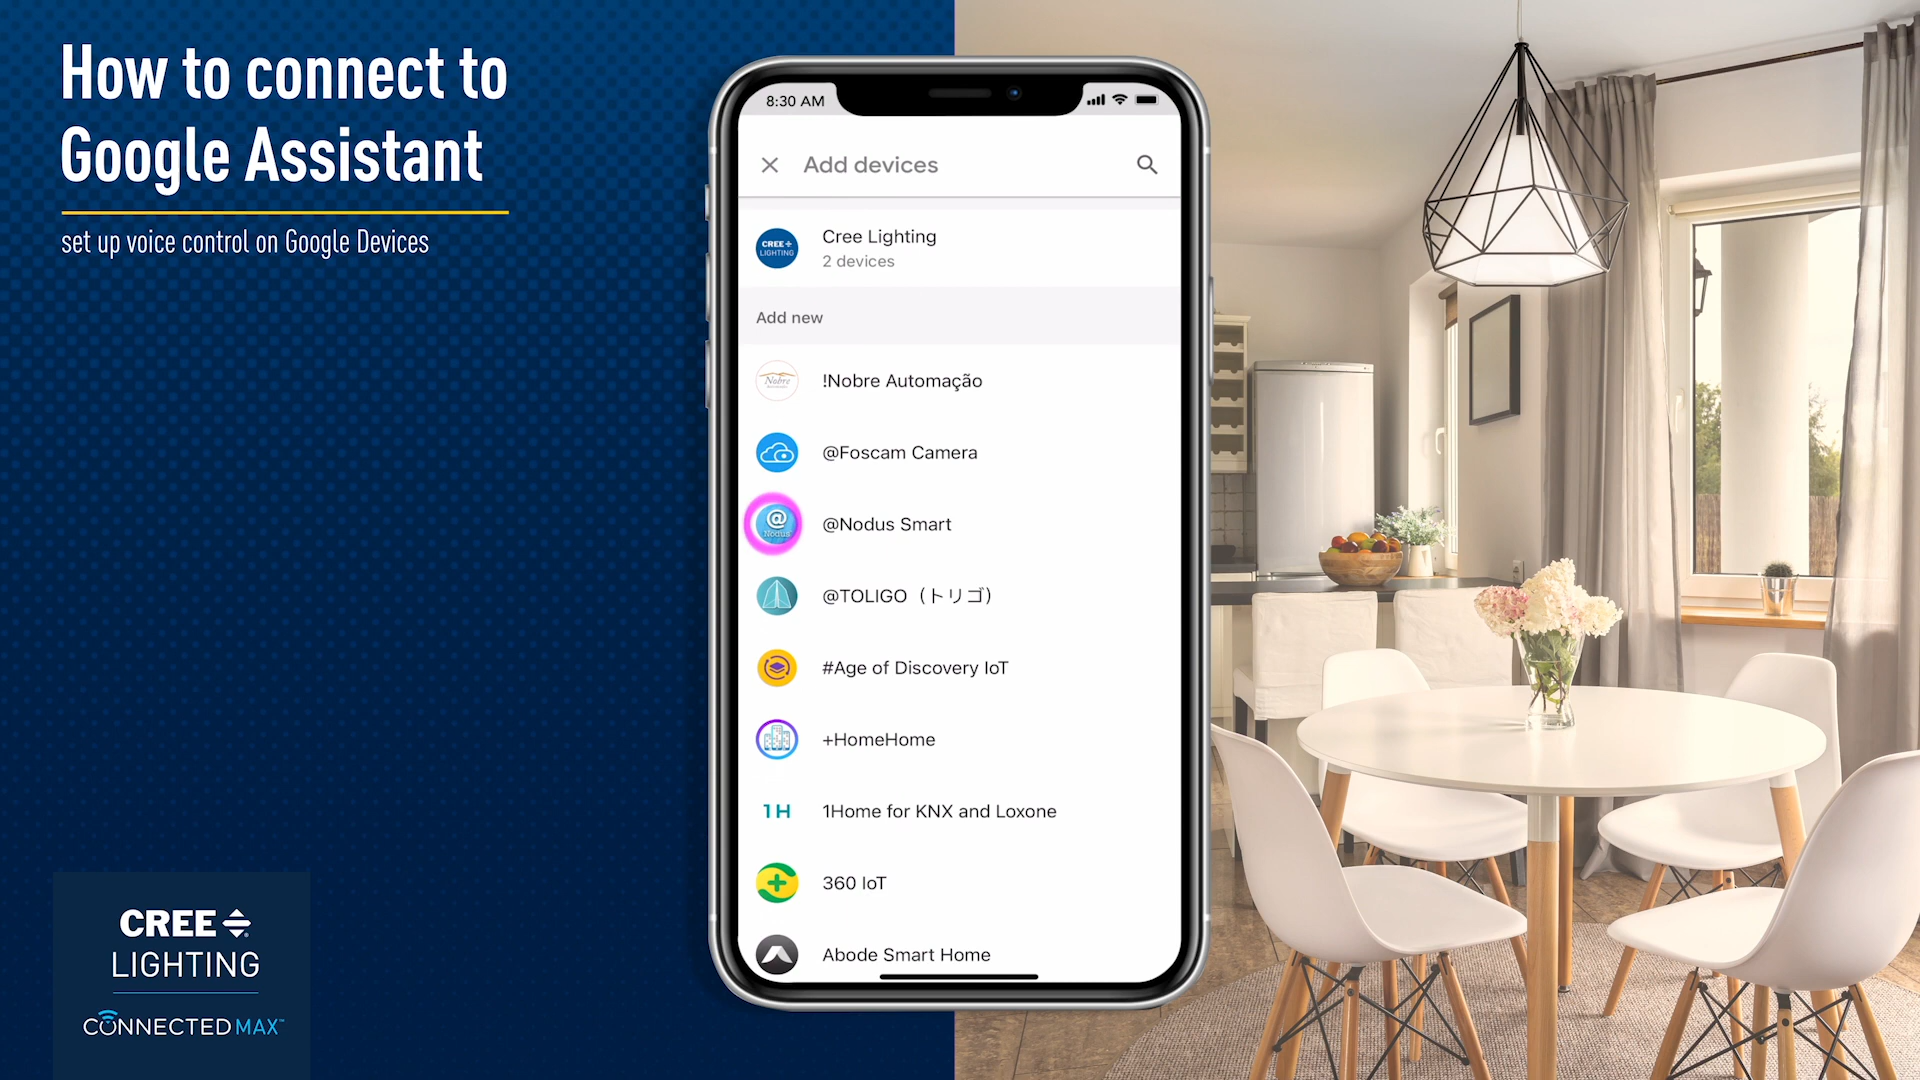 How to connect to
Google Assistant
set up voice control on Google Devices
8:30 AM
Add devices
CREE
LIGHTING
Cree Lighting
2 devices
Add new
Nobre
!Nobre Automação
@Foscam Camera
@
Nodus
@Nodus Smart
@TOLIGO（トリゴ）
#Age of Discovery IoT
+HomeHome
1H
1Home for KNX and Loxone
360 IoT
Abode Smart Home
CREE
LIGHTING
CONNECTED MAX™